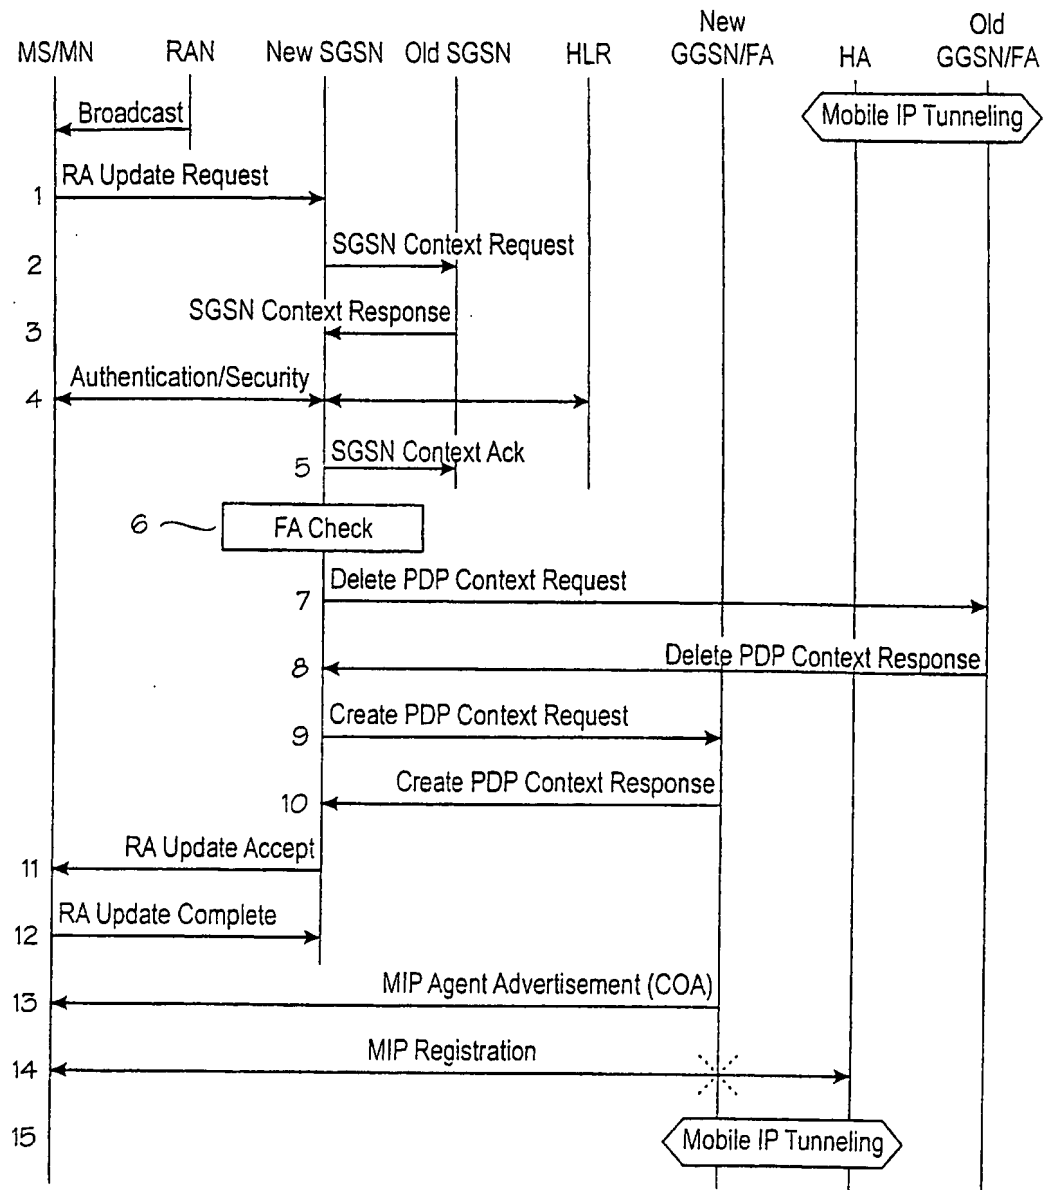 MS/MN RAN New SGSN Old SGSN HLR New GGSN/FA HA Old GGSN/FA
Broadcast
Mobile IP Tunneling
1 RA Update Request
2 SGSN Context Request
3 SGSN Context Response
4 Authentication/Security
5 SGSN Context Ack
6 FA Check
7 Delete PDP Context Request
8 Delete PDP Context Response
9 Create PDP Context Request
10 Create PDP Context Response
11 RA Update Accept
12 RA Update Complete
13 MIP Agent Advertisement (COA)
14 MIP Registration
15 Mobile IP Tunneling